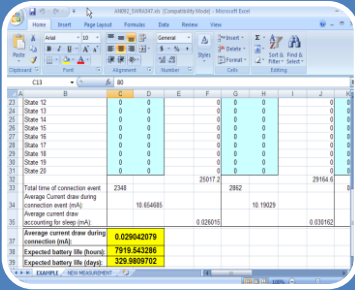 AN092_SWRA347.xls [Compatibility Mode] - Microsoft Excel
Home Insert Page Layout Formulas Data Review View
Arial 10 General Insert
Paste B I U A A $ % , Styles Delete Sort & Find &
Format Filter Select
Clipboard Font Alignment Number Cells Editing
C13 fx 80
A B C D E F G H I J
23 State 12 0 0 0 0 0 0
24 State 13 0 0 0 0 0 0
25 State 14 0 0 0 0 0 0
26 State 15 0 0 0 0 0 0
27 State 16 0 0 0 0 0 0
28 State 17 0 0 0 0 0 0
29 State 18 0 0 0 0 0 0
30 State 19 0 0 0 0 0 0
31 State 20 0 0 0 0 0 0
32 25017.2 29164.6
33 Total time of connection event 2348 2862
Average Current draw during
34 connection event (mA): 10.654685 10.19029
Average current draw
35 accounting for sleep (mA): 0.026015 0.030162
Average current draw during
37 connection (mA): 0.029042079
38 Expected battery life (hours): 7919.543286
39 Expected battery life (days): 329.9809702
EXAMPLE NEW MEASUREMENT
100%